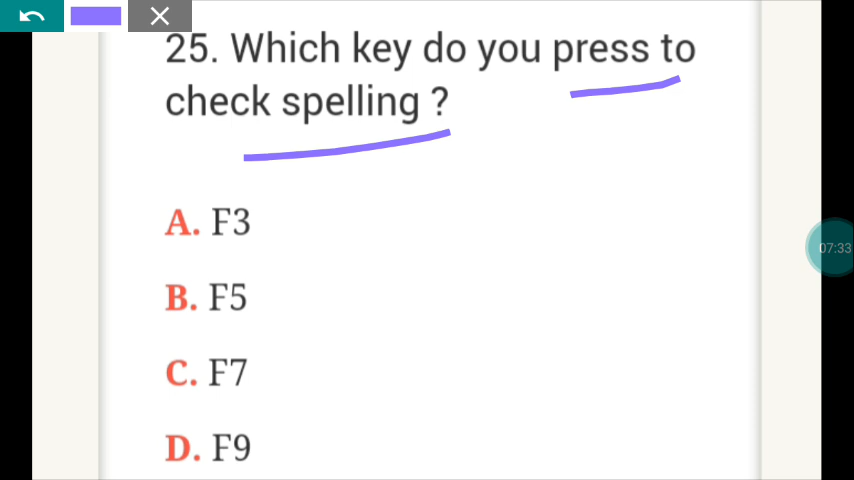 25. Which key do you press to
check spelling ?
A. F3
B. F5
C. F7
D. F9
07:33